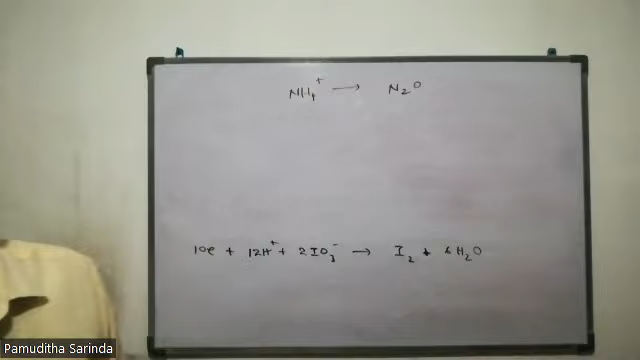 NH₄⁺ → N₂O
10e + 12H⁺ + 2IO₃⁻ → I₂ + 6H₂O
Pamuditha Sarinda